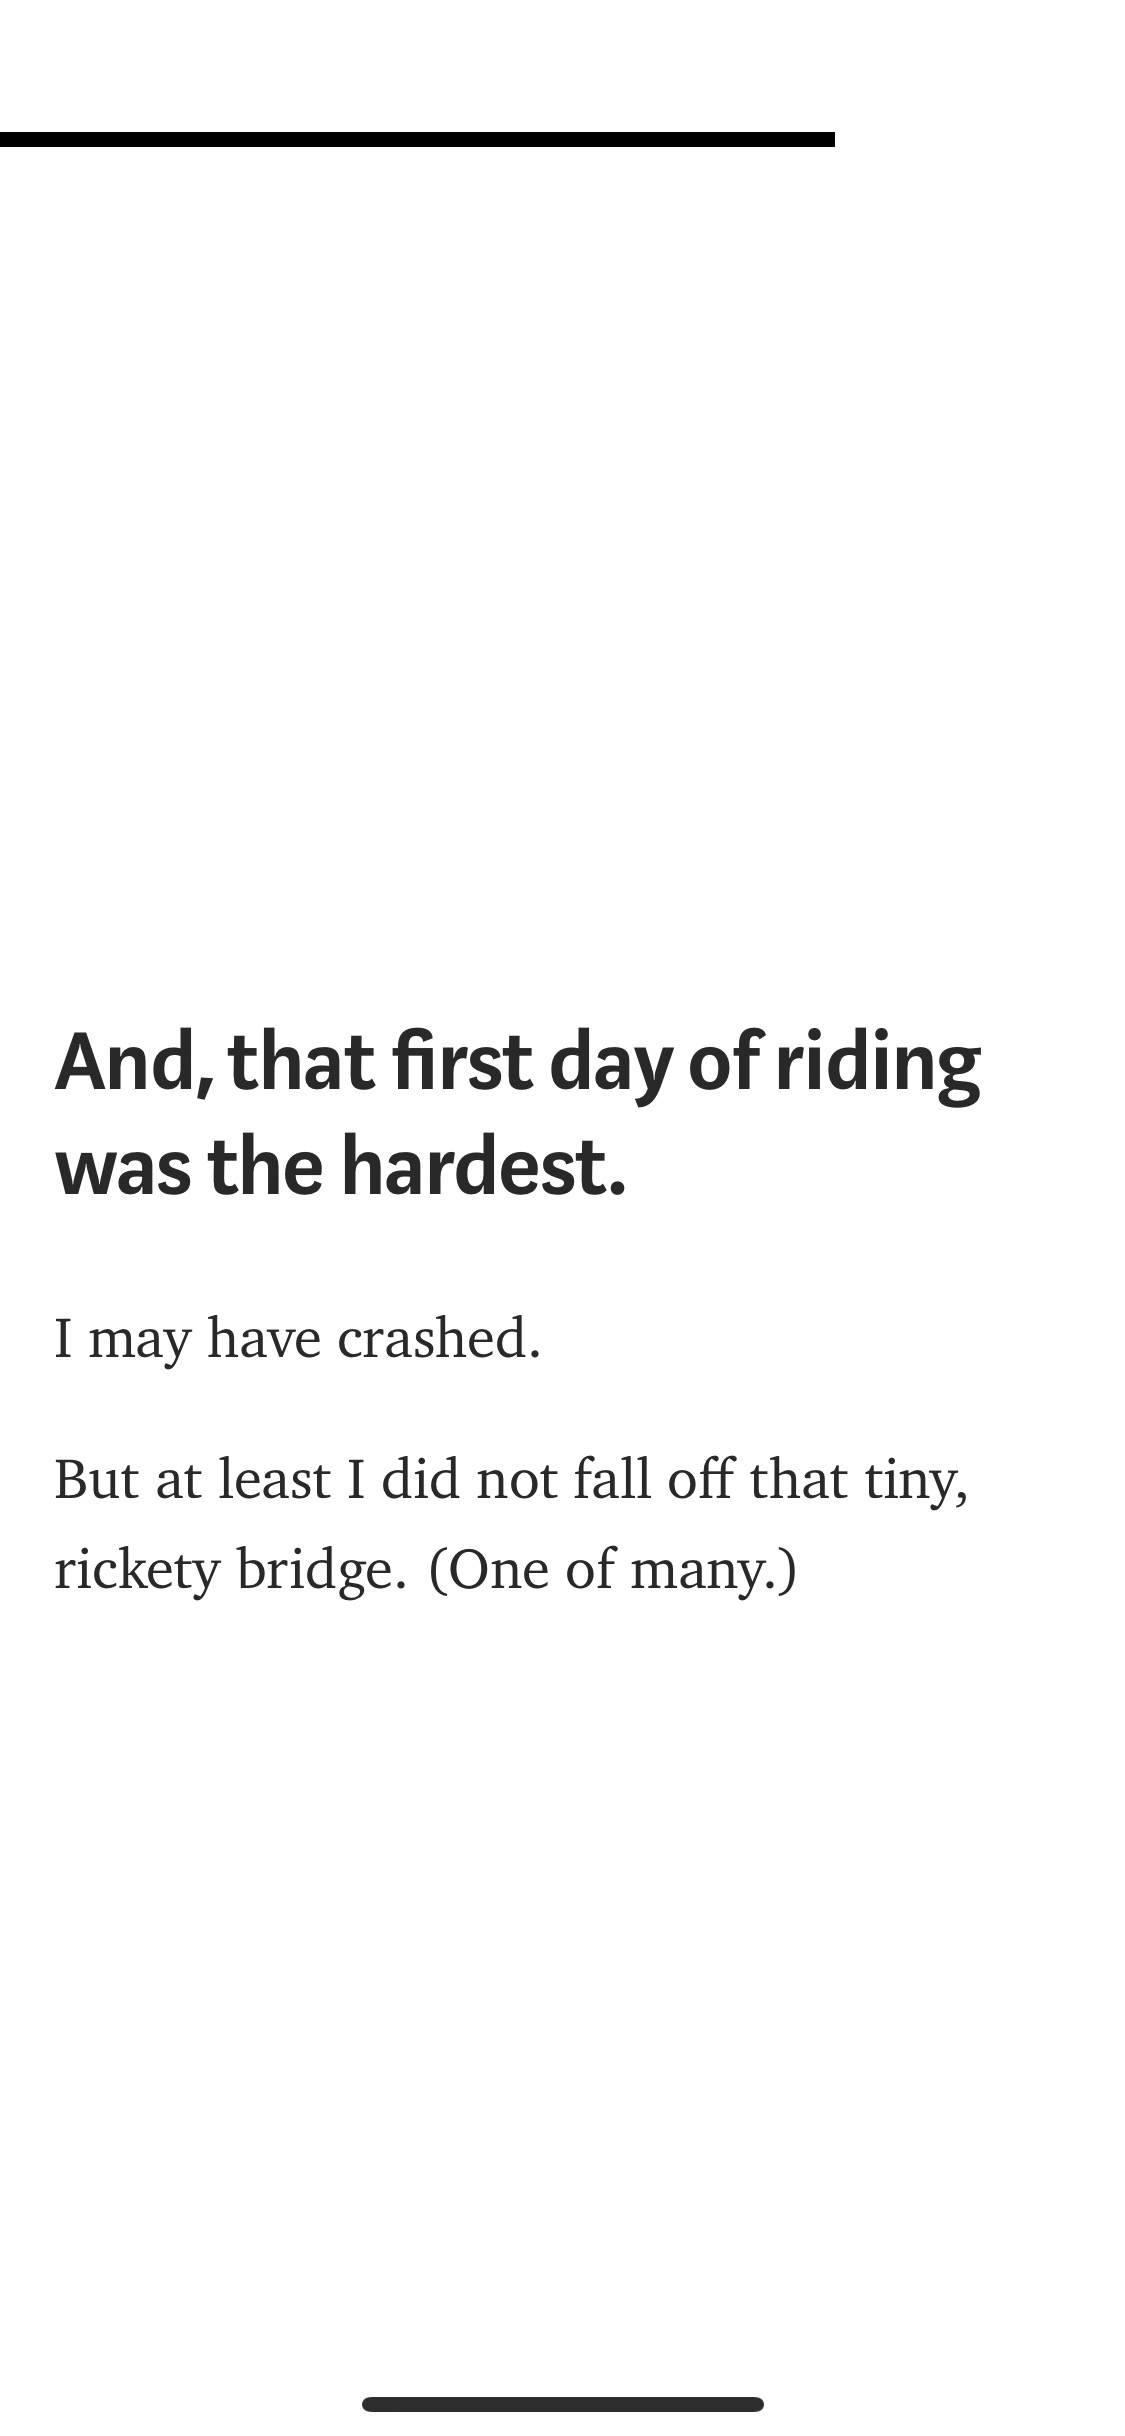 And, that first day of riding
was the hardest.
I may have crashed.
But at least I did not fall off that tiny,
rickety bridge. (One of many.)